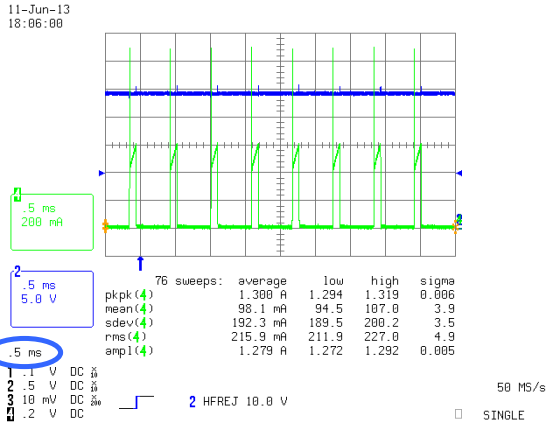 11-Jun-13
18:06:00
4
.5 ms
200 mA
2
.5 ms
5.0 V
2
76 sweeps: average low high sigma
pkpk(4) 1.300 A 1.294 1.319 0.006
mean(4) 98.1 mA 94.5 107.0 3.9
sdev(4) 192.3 mA 189.5 200.2 3.5
rms(4) 215.9 mA 211.9 227.0 4.9
ampl(4) 1.279 A 1.272 1.292 0.005
.5 ms
1 .1 V DC X10
2 .5 V DC X10
3 10 mV DC X200
4 .2 V DC
2 HFREJ 10.0 V
50 MS/s
SINGLE